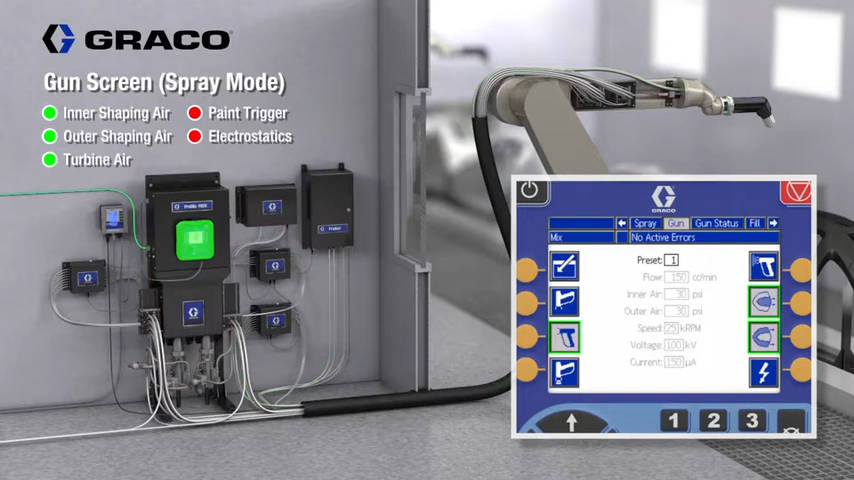 GRACO
Gun Screen (Spray Mode)
Inner Shaping Air
Paint Trigger
Outer Shaping Air
Electrostatics
Turbine Air
GRACO
Spray Gun Gun Status Fill
Mix No Active Errors
Preset: 1
Flow: 150 cc/min
Inner Air: 30 psi
Outer Air: 30 psi
Speed: 25 kRPM
Voltage: 100 kV
Current: 150 µA
1 2 3